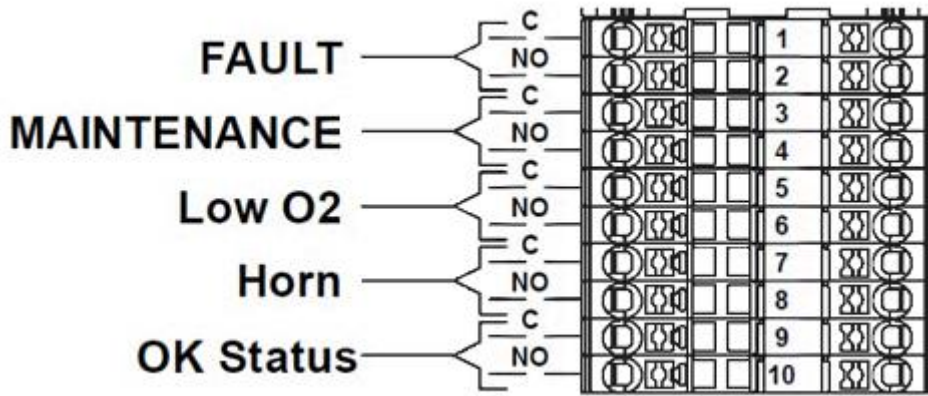 C
FAULT
NO
1
2
C
MAINTENANCE
NO
3
4
C
Low O2
NO
5
6
C
Horn
NO
7
8
C
OK Status
NO
9
10